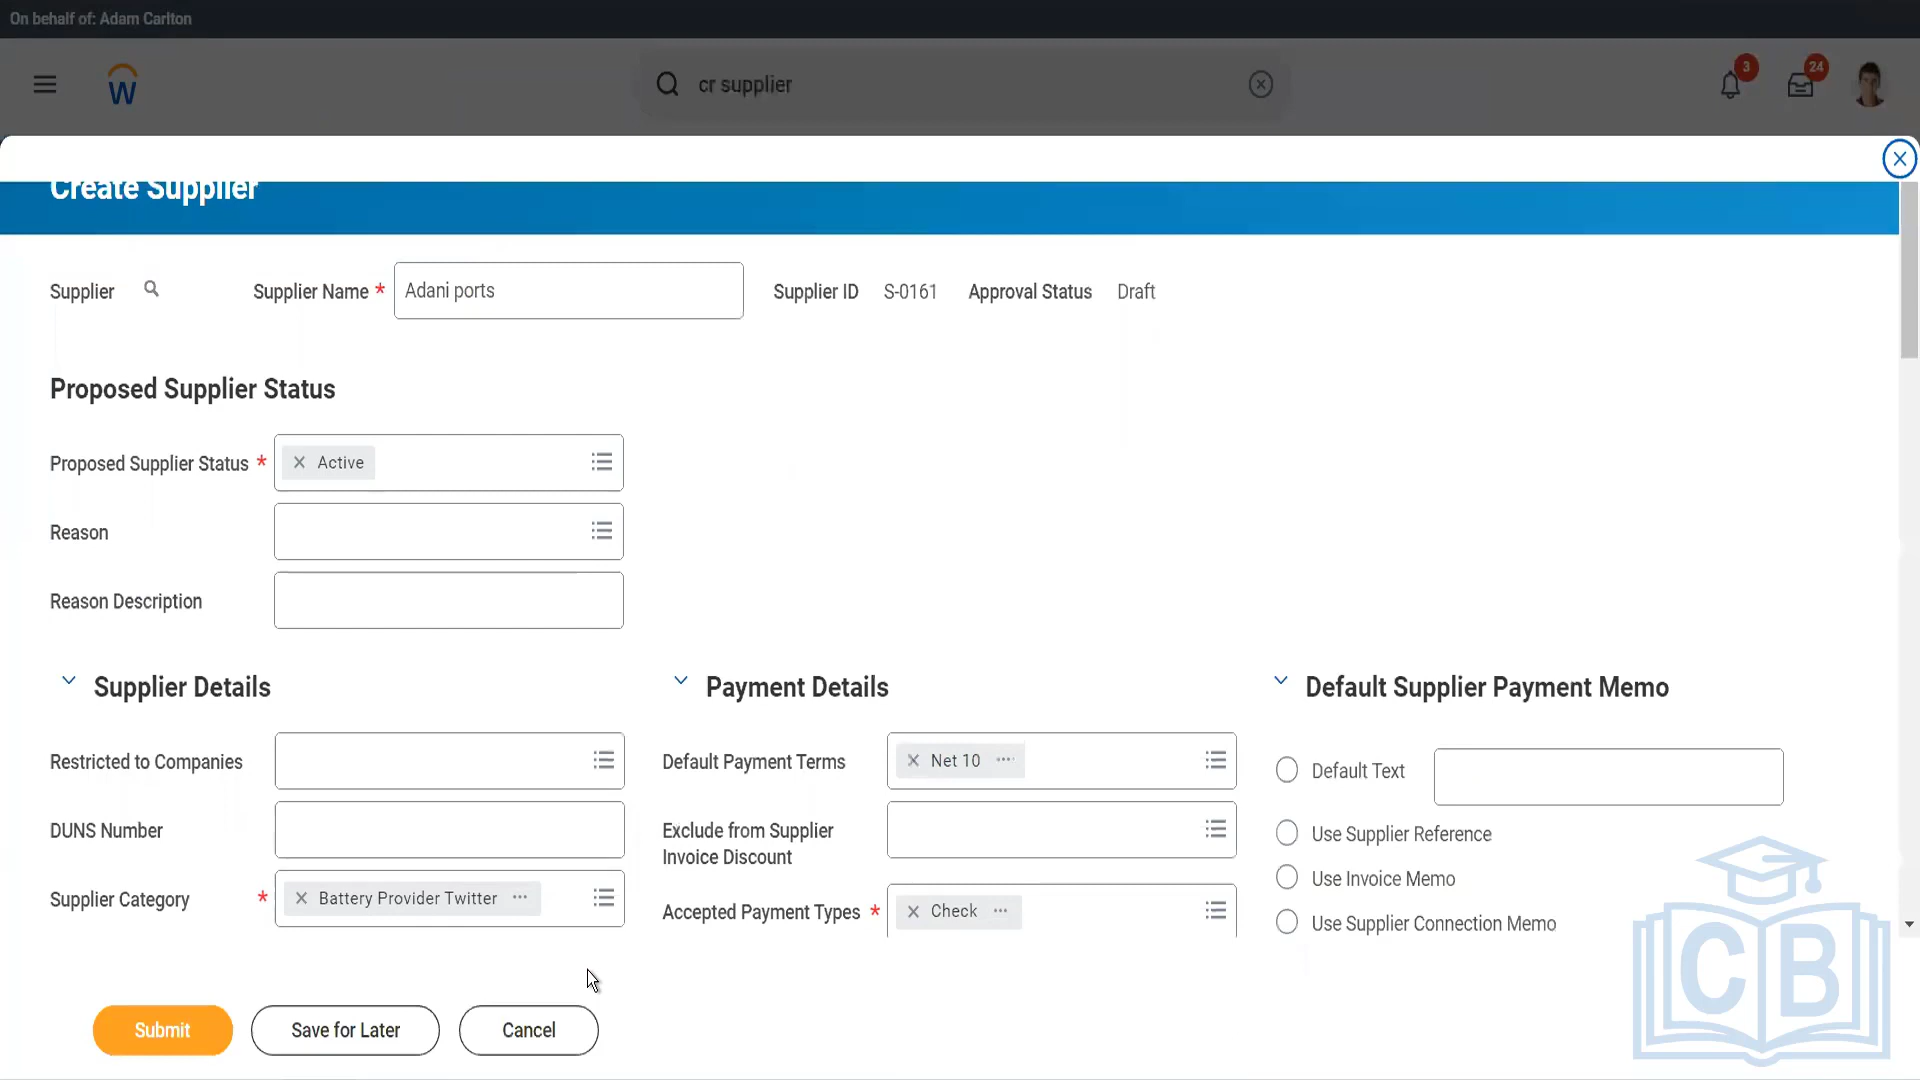 On behalf of: Adam Carlton
W
cr supplier
3
24
Create Supplier
Supplier
Supplier Name *
Adani ports
Supplier ID S-0161
Approval Status Draft
Proposed Supplier Status
Proposed Supplier Status *
Active
Reason
Reason Description
Supplier Details
Restricted to Companies
DUNS Number
Supplier Category *
Battery Provider Twitter
Payment Details
Default Payment Terms
Net 10
Exclude from Supplier
Invoice Discount
Accepted Payment Types *
Check
Default Supplier Payment Memo
Default Text
Use Supplier Reference
Use Invoice Memo
Use Supplier Connection Memo
Submit
Save for Later
Cancel
CB